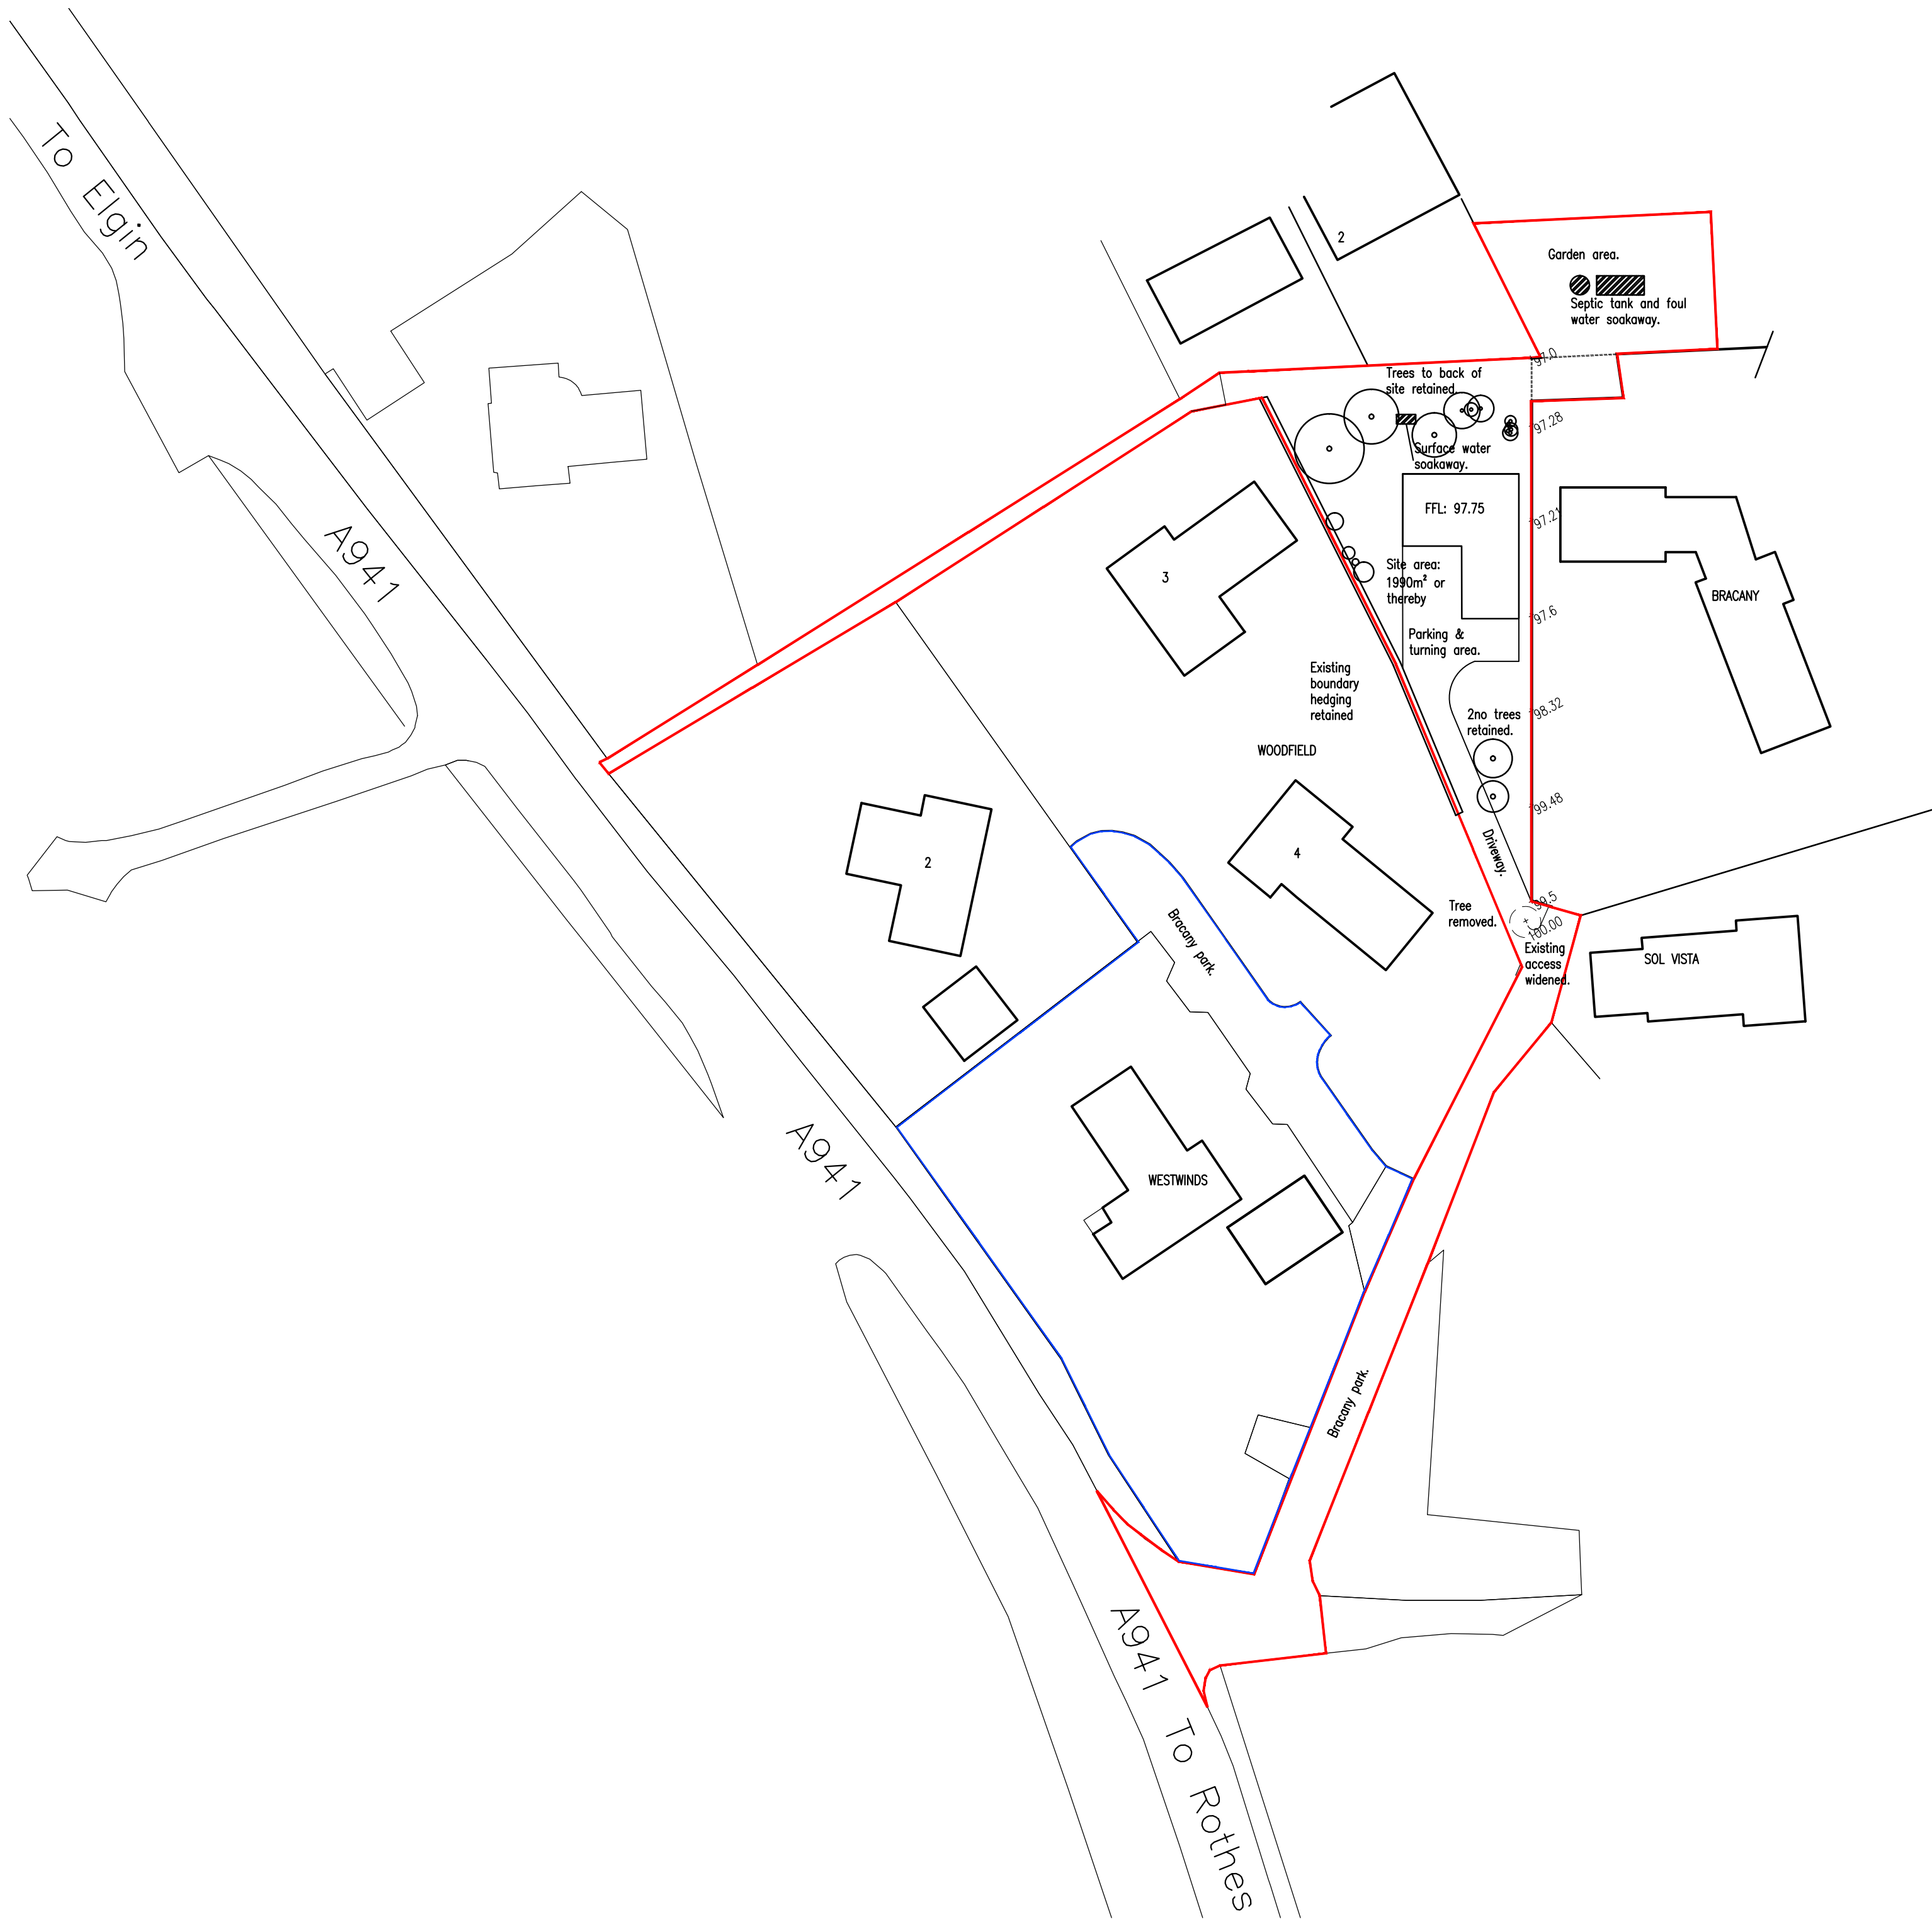 To Elgin
A941
2
Garden area.
Septic tank and foul
water soakaway.
97.0
Trees to back of
site retained.
97.28
Surface water
soakaway.
FFL: 97.75
97.21
3
Site area:
1990m² or
thereby
BRACANY
97.6
Parking &
turning area.
Existing
boundary
hedging
retained
98.32
2no trees
retained.
WOODFIELD
99.48
Driveway.
2
4
Bracany park.
Tree
removed.
99.5
100.00
Existing
access
widened.
SOL VISTA
A941
WESTWINDS
Bracany park.
A941 To Rothes